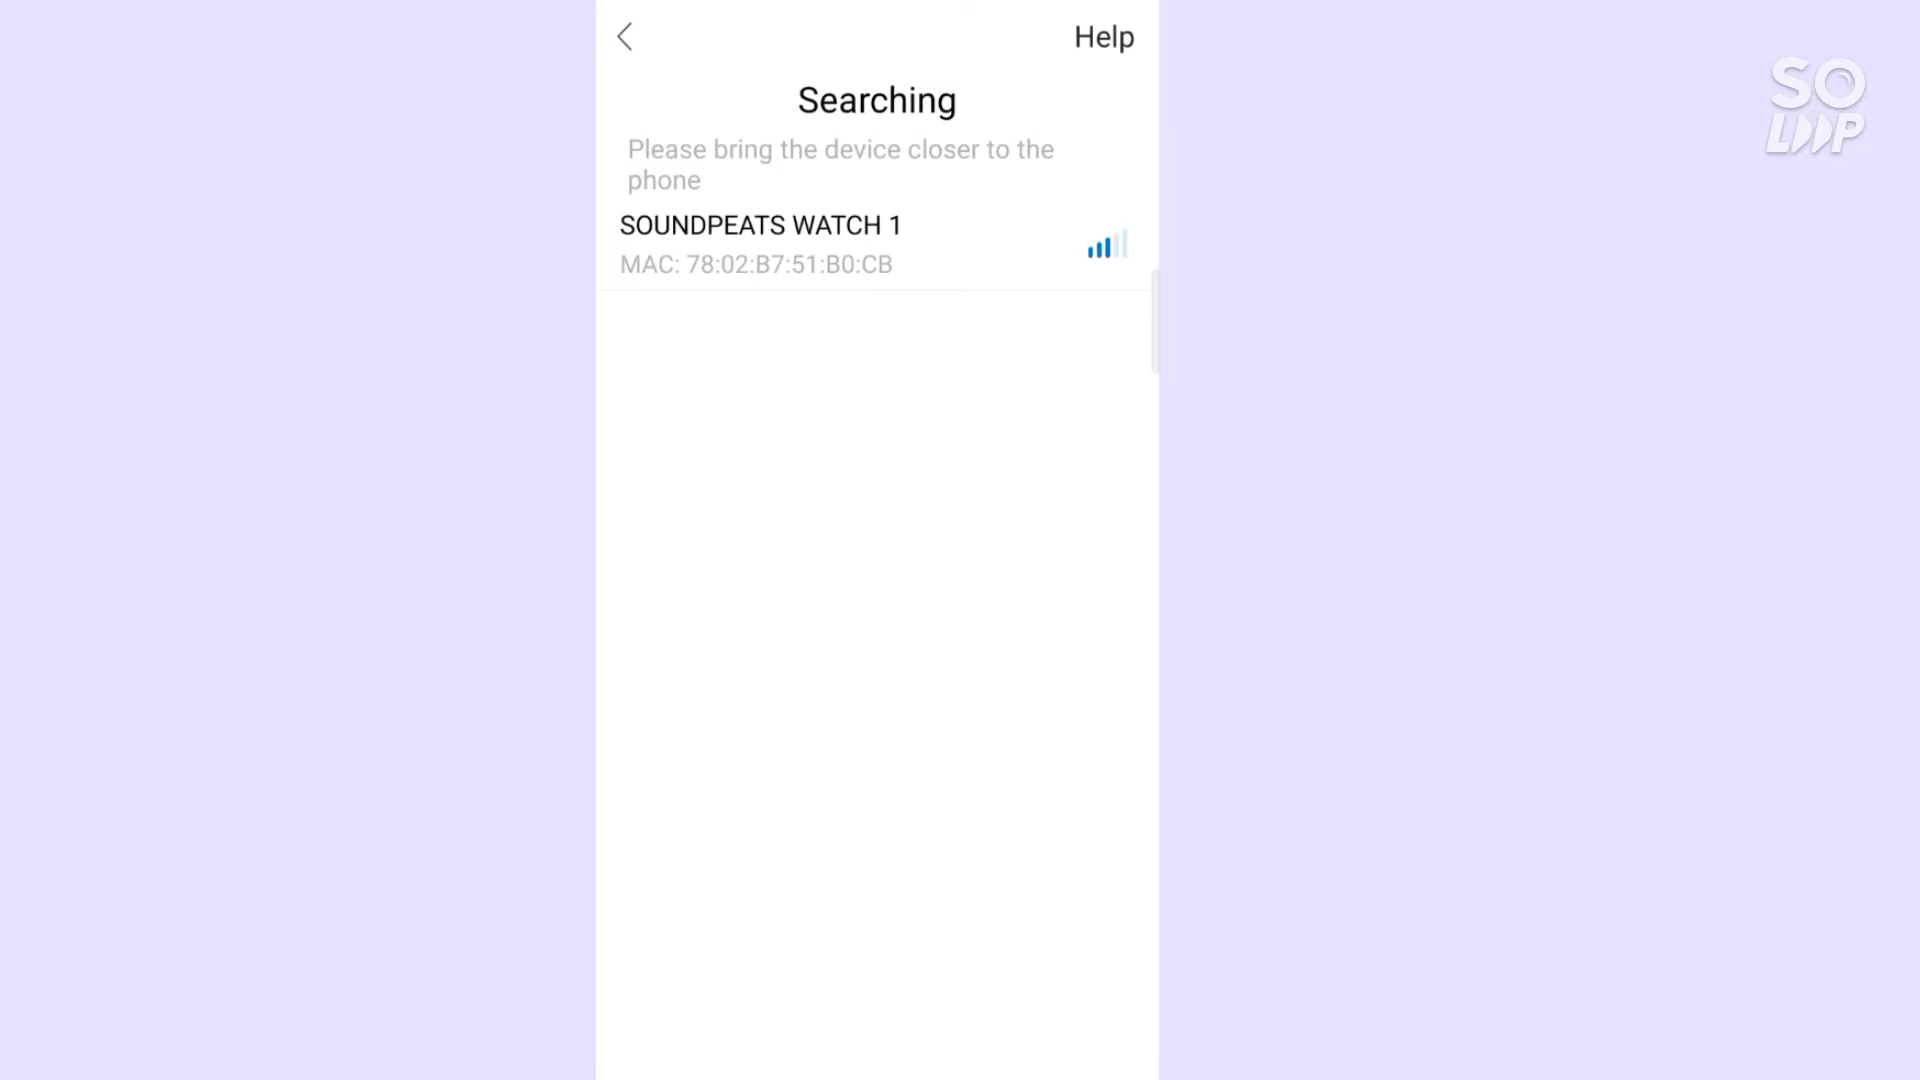 Help
Searching
Please bring the device closer to the
phone
SOUNDPEATS WATCH 1
MAC: 78:02:B7:51:B0:CB
SO
LOOP